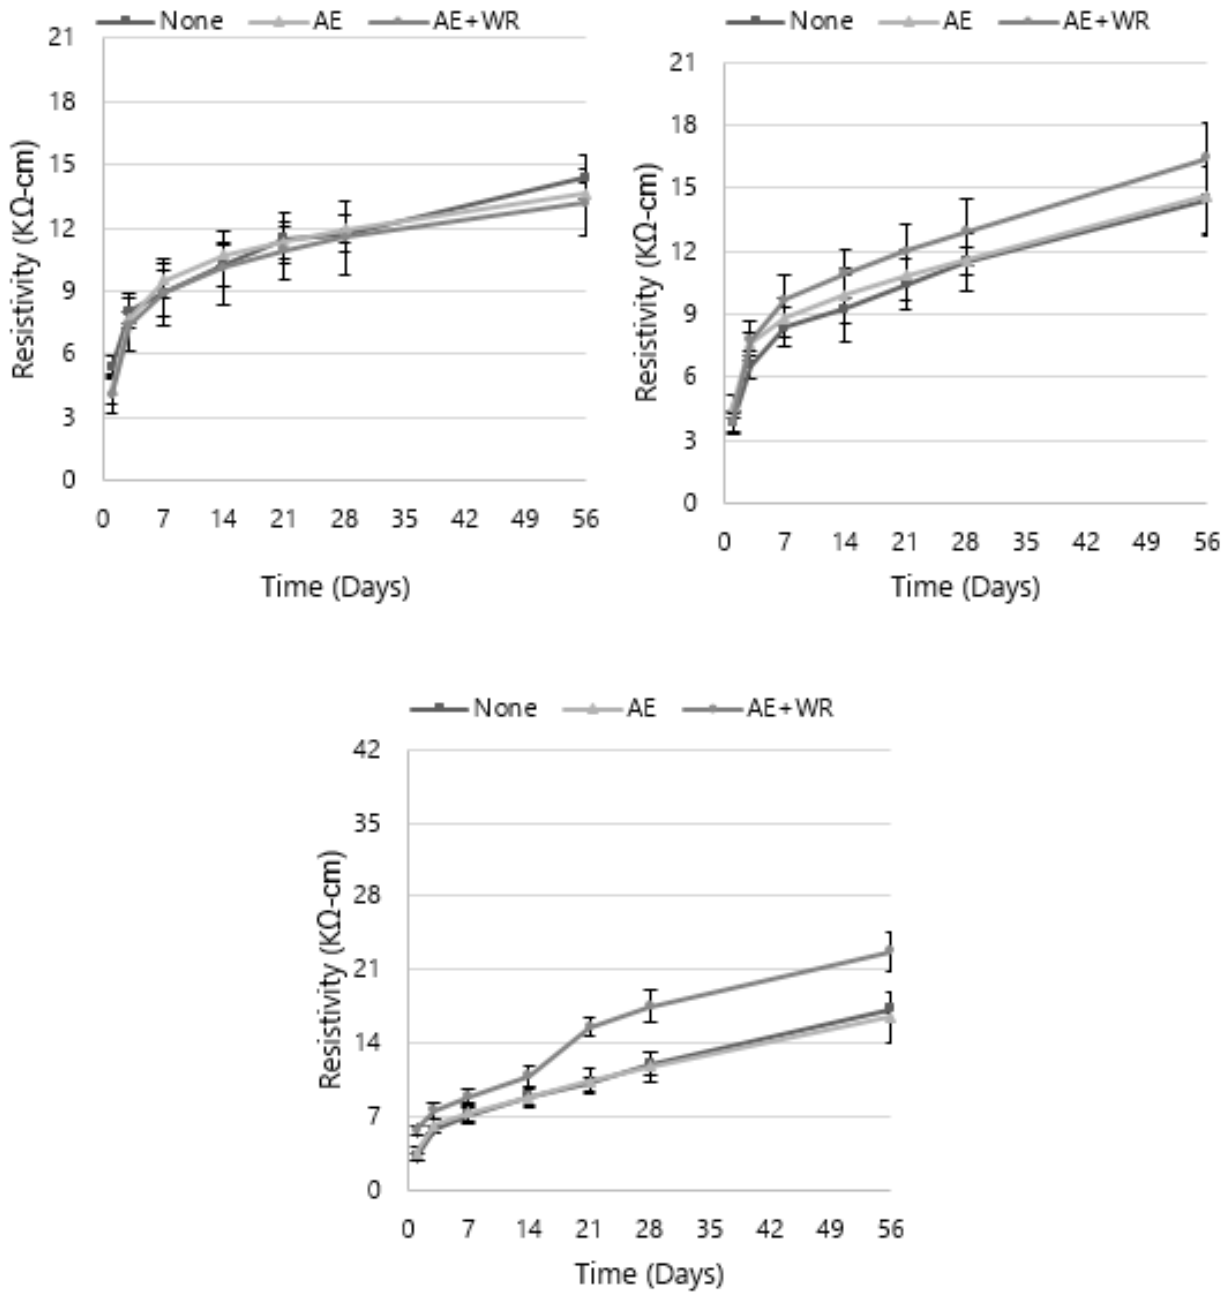 None AE AE+WR
21
18
15
12
9
6
3
0
Resistivity (KΩ-cm)
0 7 14 21 28 35 42 49 56
Time (Days)
None AE AE+WR
21
18
15
12
9
6
3
0
Resistivity (KΩ-cm)
0 7 14 21 28 35 42 49 56
Time (Days)
None AE AE+WR
42
35
28
21
14
7
0
Resistivity (KΩ-cm)
0 7 14 21 28 35 42 49 56
Time (Days)